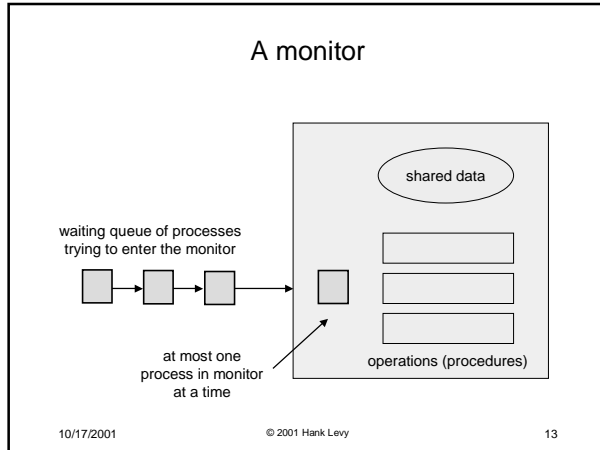 A monitor
shared data
waiting queue of processes
trying to enter the monitor
at most one
process in monitor
at a time
operations (procedures)
10/17/2001
© 2001 Hank Levy
13